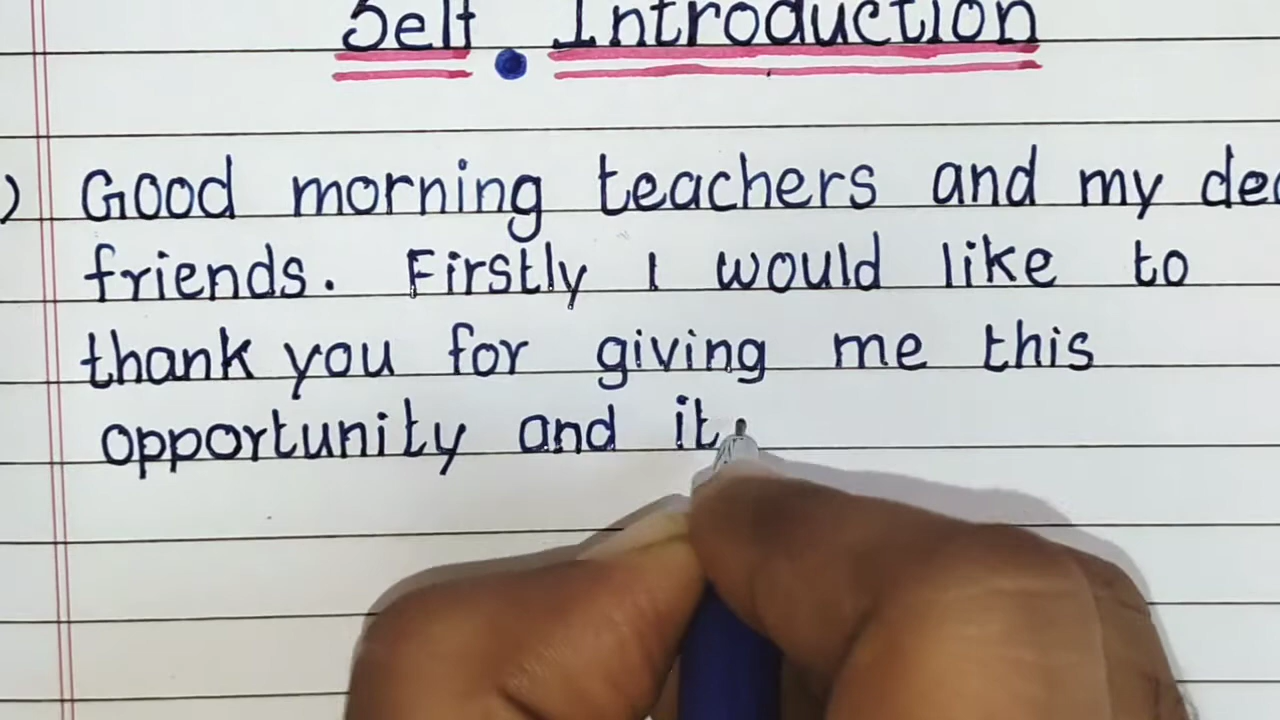 Self Introduction
) Good morning teachers and my
friends. Firstly I would like to
thank you for giving me this
opportunity and it